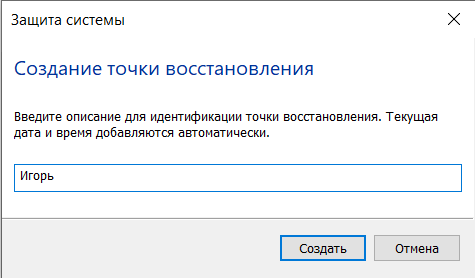 Защита системы
Создание точки восстановления
Введите описание для идентификации точки восстановления. Текущая
дата и время добавляются автоматически.
Игорь
Создать
Отмена